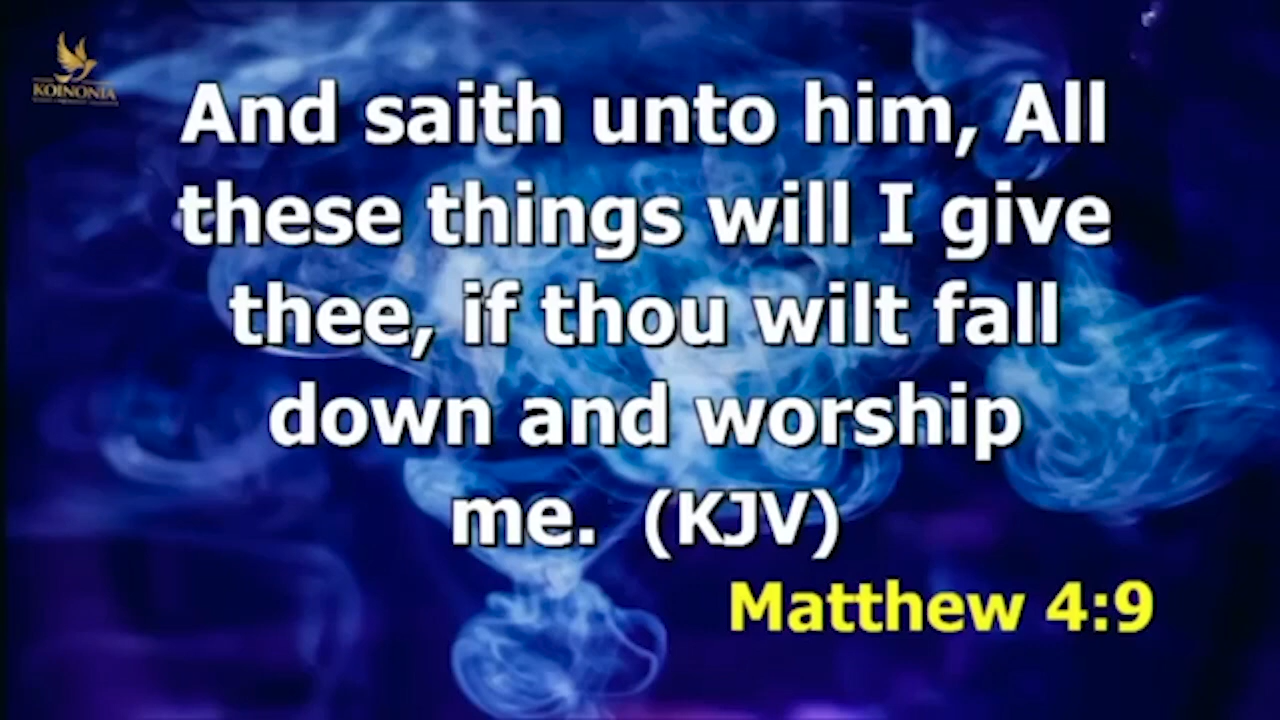 KOINONIA
And saith unto him, All
these things will I give
thee, if thou wilt fall
down and worship
me.  (KJV)
Matthew 4:9